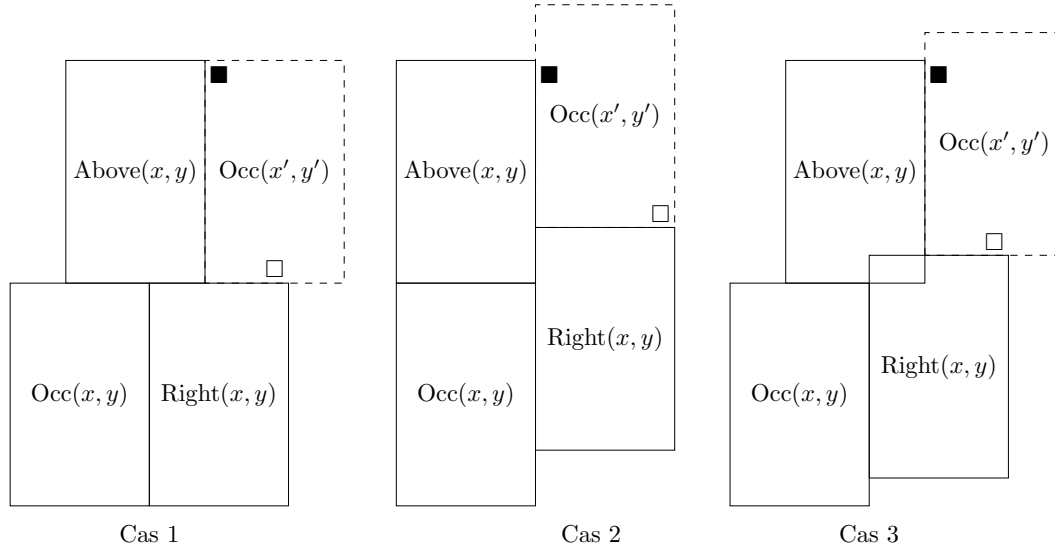 Above(x, y) Occ(x′, y′)
Occ(x, y) Right(x, y)
Cas 1
Occ(x′, y′)
Above(x, y)
Right(x, y)
Occ(x, y)
Cas 2
Occ(x′, y′)
Above(x, y)
Right(x, y)
Occ(x, y)
Cas 3